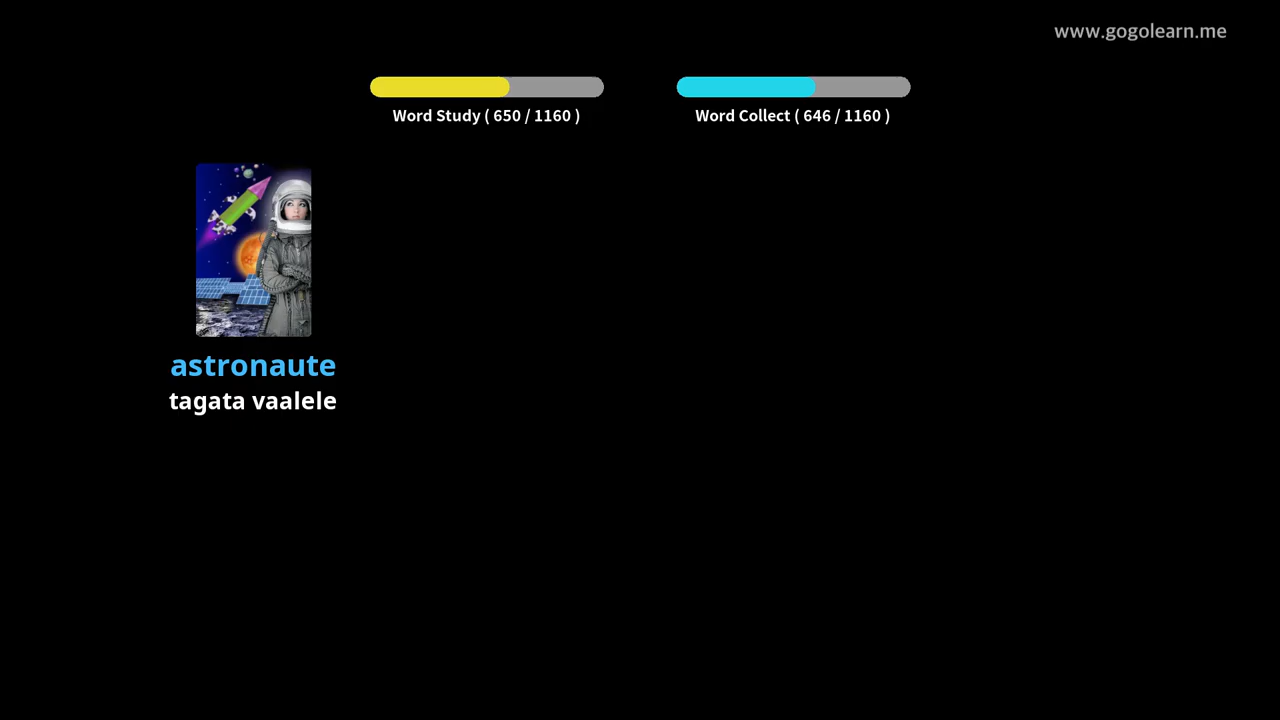 www.gogolearn.me
Word Study ( 650 / 1160 )
Word Collect ( 646 / 1160 )
astronaute
tagata vaalele